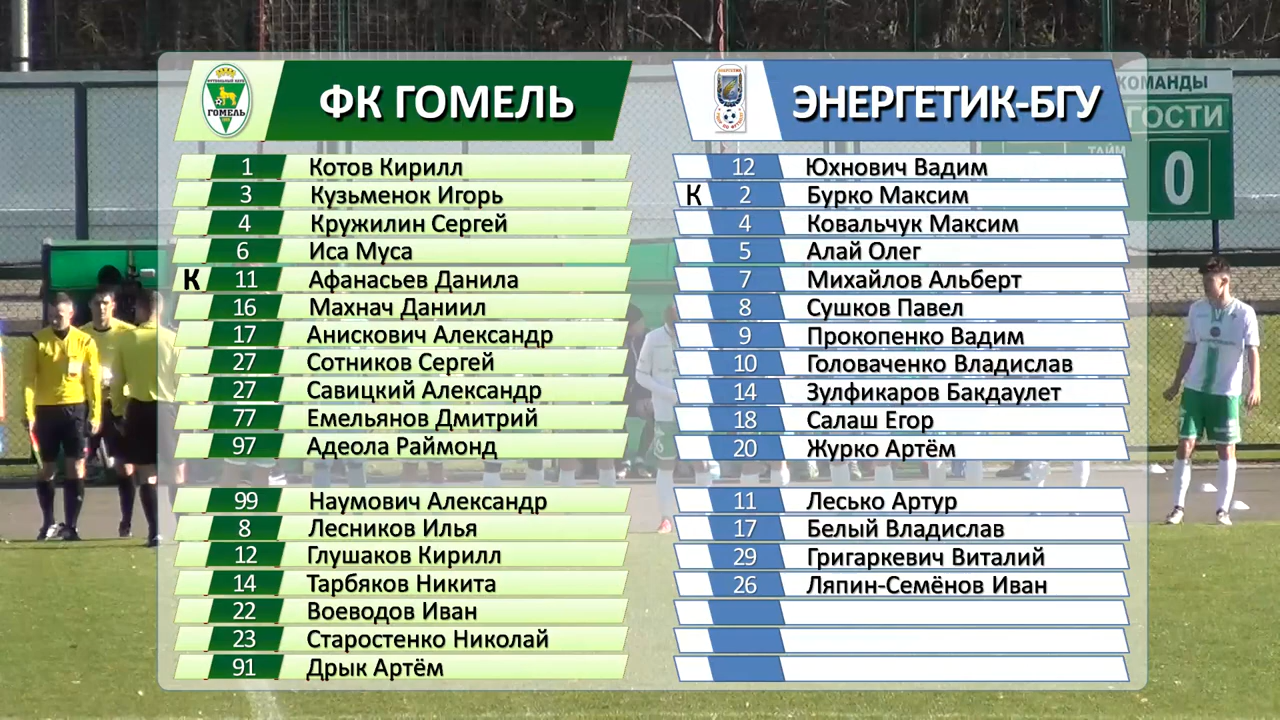 ФК ГОМЕЛЬ
ФУТБОЛЬНЫЙ КЛУБ
ГОМЕЛЬ
1 Котов Кирилл
3 Кузьменок Игорь
4 Кружилин Сергей
6 Иса Муса
К 11 Афанасьев Данила
16 Махнач Даниил
17 Анискович Александр
27 Сотников Сергей
27 Савицкий Александр
77 Емельянов Дмитрий
97 Адеола Раймонд
99 Наумович Александр
8 Лесников Илья
12 Глушаков Кирилл
14 Тарбяков Никита
22 Воеводов Иван
23 Старостенко Николай
91 Дрык Артём
ЭНЕРГЕТИК-БГУ
ЭНЕРГЕТИК
12 Юхнович Вадим
К 2 Бурко Максим
4 Ковальчук Максим
5 Алай Олег
7 Михайлов Альберт
8 Сушков Павел
9 Прокопенко Вадим
10 Головаченко Владислав
14 Зулфикаров Бакдаулет
18 Салаш Егор
20 Журко Артём
11 Лесько Артур
17 Белый Владислав
29 Григаркевич Виталий
26 Ляпин-Семёнов Иван
КОМАНДЫ
ГОСТИ
ТАЙМ
0